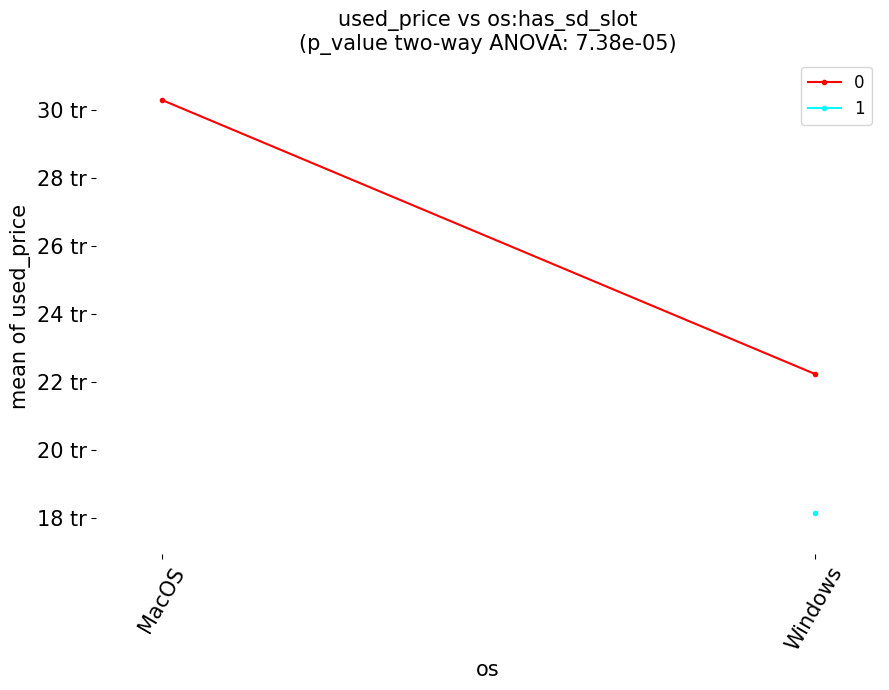 used_price vs os:has_sd_slot
(p_value two-way ANOVA: 7.38e-05)
0
1
30 tr
28 tr
26 tr
24 tr
22 tr
20 tr
18 tr
mean of used_price
MacOS
Windows
os